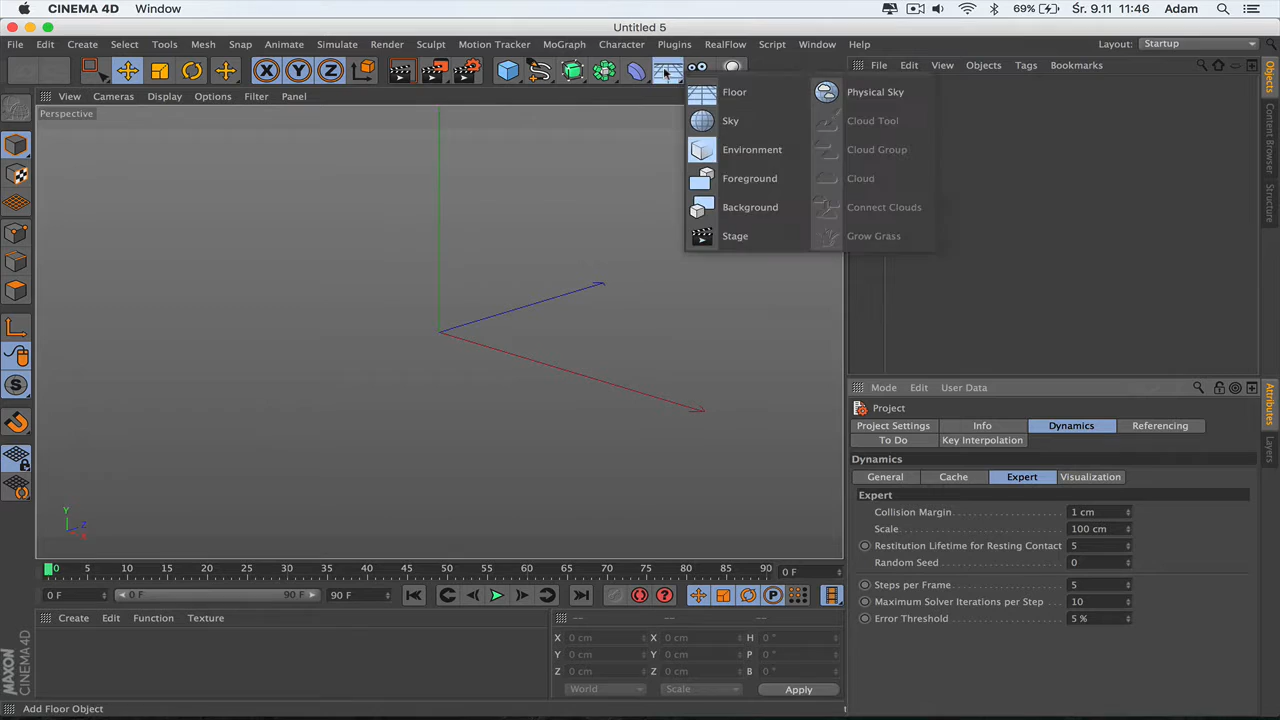 CINEMA 4D Window 69% Śr. 9.11 11:46 Adam
Untitled 5
File Edit Create Select Tools Mesh Snap Animate Simulate Render Sculpt Motion Tracker MoGraph Character Plugins RealFlow Script Window Help Layout: Startup
X Y Z File Edit View Objects Tags Bookmarks
View Cameras Display Options Filter Panel
Perspective
Floor Physical Sky
Sky Cloud Tool
Environment Cloud Group
Foreground Cloud
Background Connect Clouds
Stage Grow Grass
Objects
Content Browser
Structure
Mode Edit User Data
Project
Project Settings Info Dynamics Referencing
To Do Key Interpolation
Dynamics
General Cache Expert Visualization
Expert
Collision Margin 1 cm
Scale 100 cm
Restitution Lifetime for Resting Contact 5
Random Seed 0
Steps per Frame 5
Maximum Solver Iterations per Step 10
Error Threshold 5 %
Attributes
Layers
S
Y
Z
X
0 5 10 15 20 25 30 35 40 45 50 55 60 65 70 75 80 85 90 0 F
0 F 0 F 90 F 90 F P
Create Edit Function Texture -- -- --
X 0 cm X 0 cm H 0 °
Y 0 cm Y 0 cm P 0 °
Z 0 cm Z 0 cm B 0 °
World Scale Apply
MAXON
CINEMA 4D
Add Floor Object